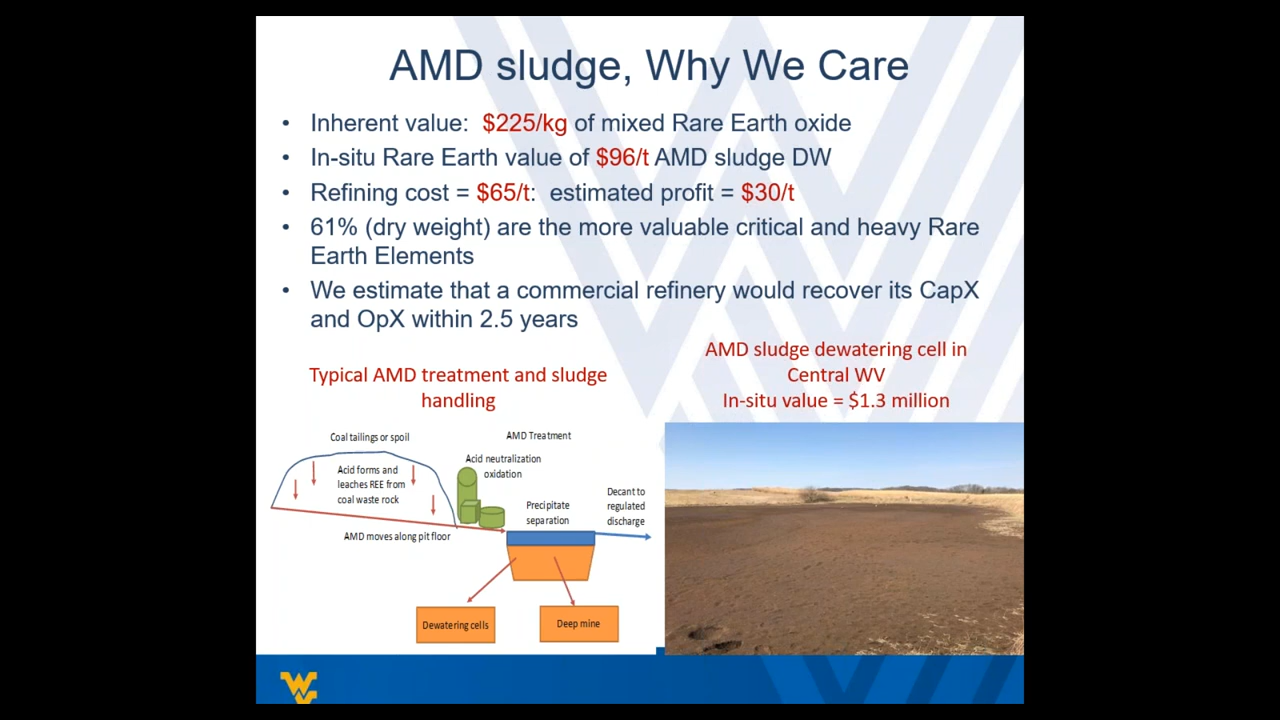 AMD sludge, Why We Care
• Inherent value: $225/kg of mixed Rare Earth oxide
• In-situ Rare Earth value of $96/t AMD sludge DW
• Refining cost = $65/t: estimated profit = $30/t
• 61% (dry weight) are the more valuable critical and heavy Rare
Earth Elements
• We estimate that a commercial refinery would recover its CapX
and OpX within 2.5 years
Typical AMD treatment and sludge
handling
Coal tailings or spoil
AMD Treatment
Acid neutralization
oxidation
Acid forms and
leaches REE from
coal waste rock
Precipitate
separation
Decant to
regulated
discharge
AMD moves along pit floor
Dewatering cells
Deep mine
AMD sludge dewatering cell in
Central WV
In-situ value = $1.3 million
WV